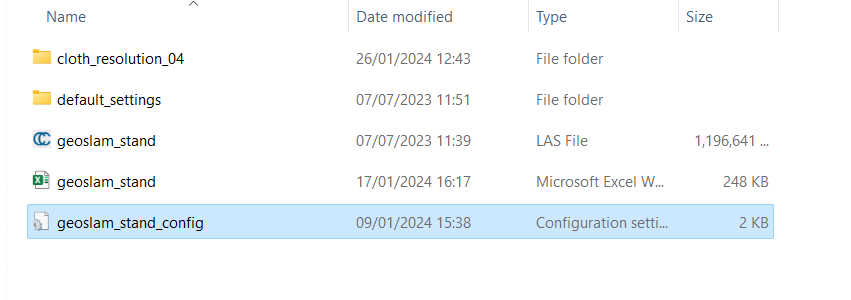 Name Date modified Type Size
cloth_resolution_04 26/01/2024 12:43 File folder
default_settings 07/07/2023 11:51 File folder
geoslam_stand 07/07/2023 11:39 LAS File 1,196,641 ...
geoslam_stand 17/01/2024 16:17 Microsoft Excel W... 248 KB
geoslam_stand_config 09/01/2024 15:38 Configuration setti... 2 KB